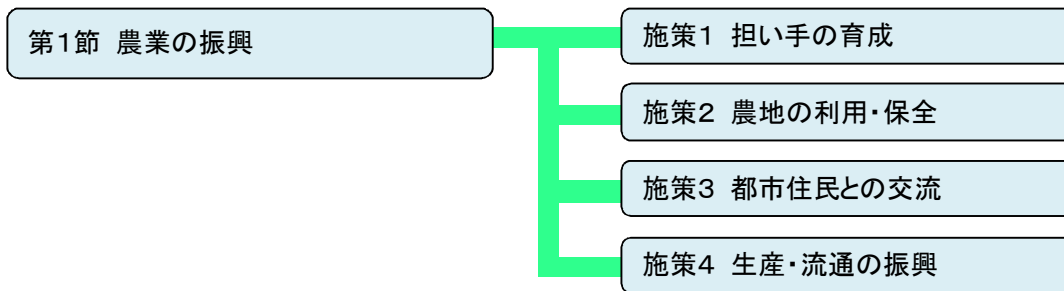 第1節 農業の振興
施策1 担い手の育成
施策2 農地の利用・保全
施策3 都市住民との交流
施策4 生産・流通の振興